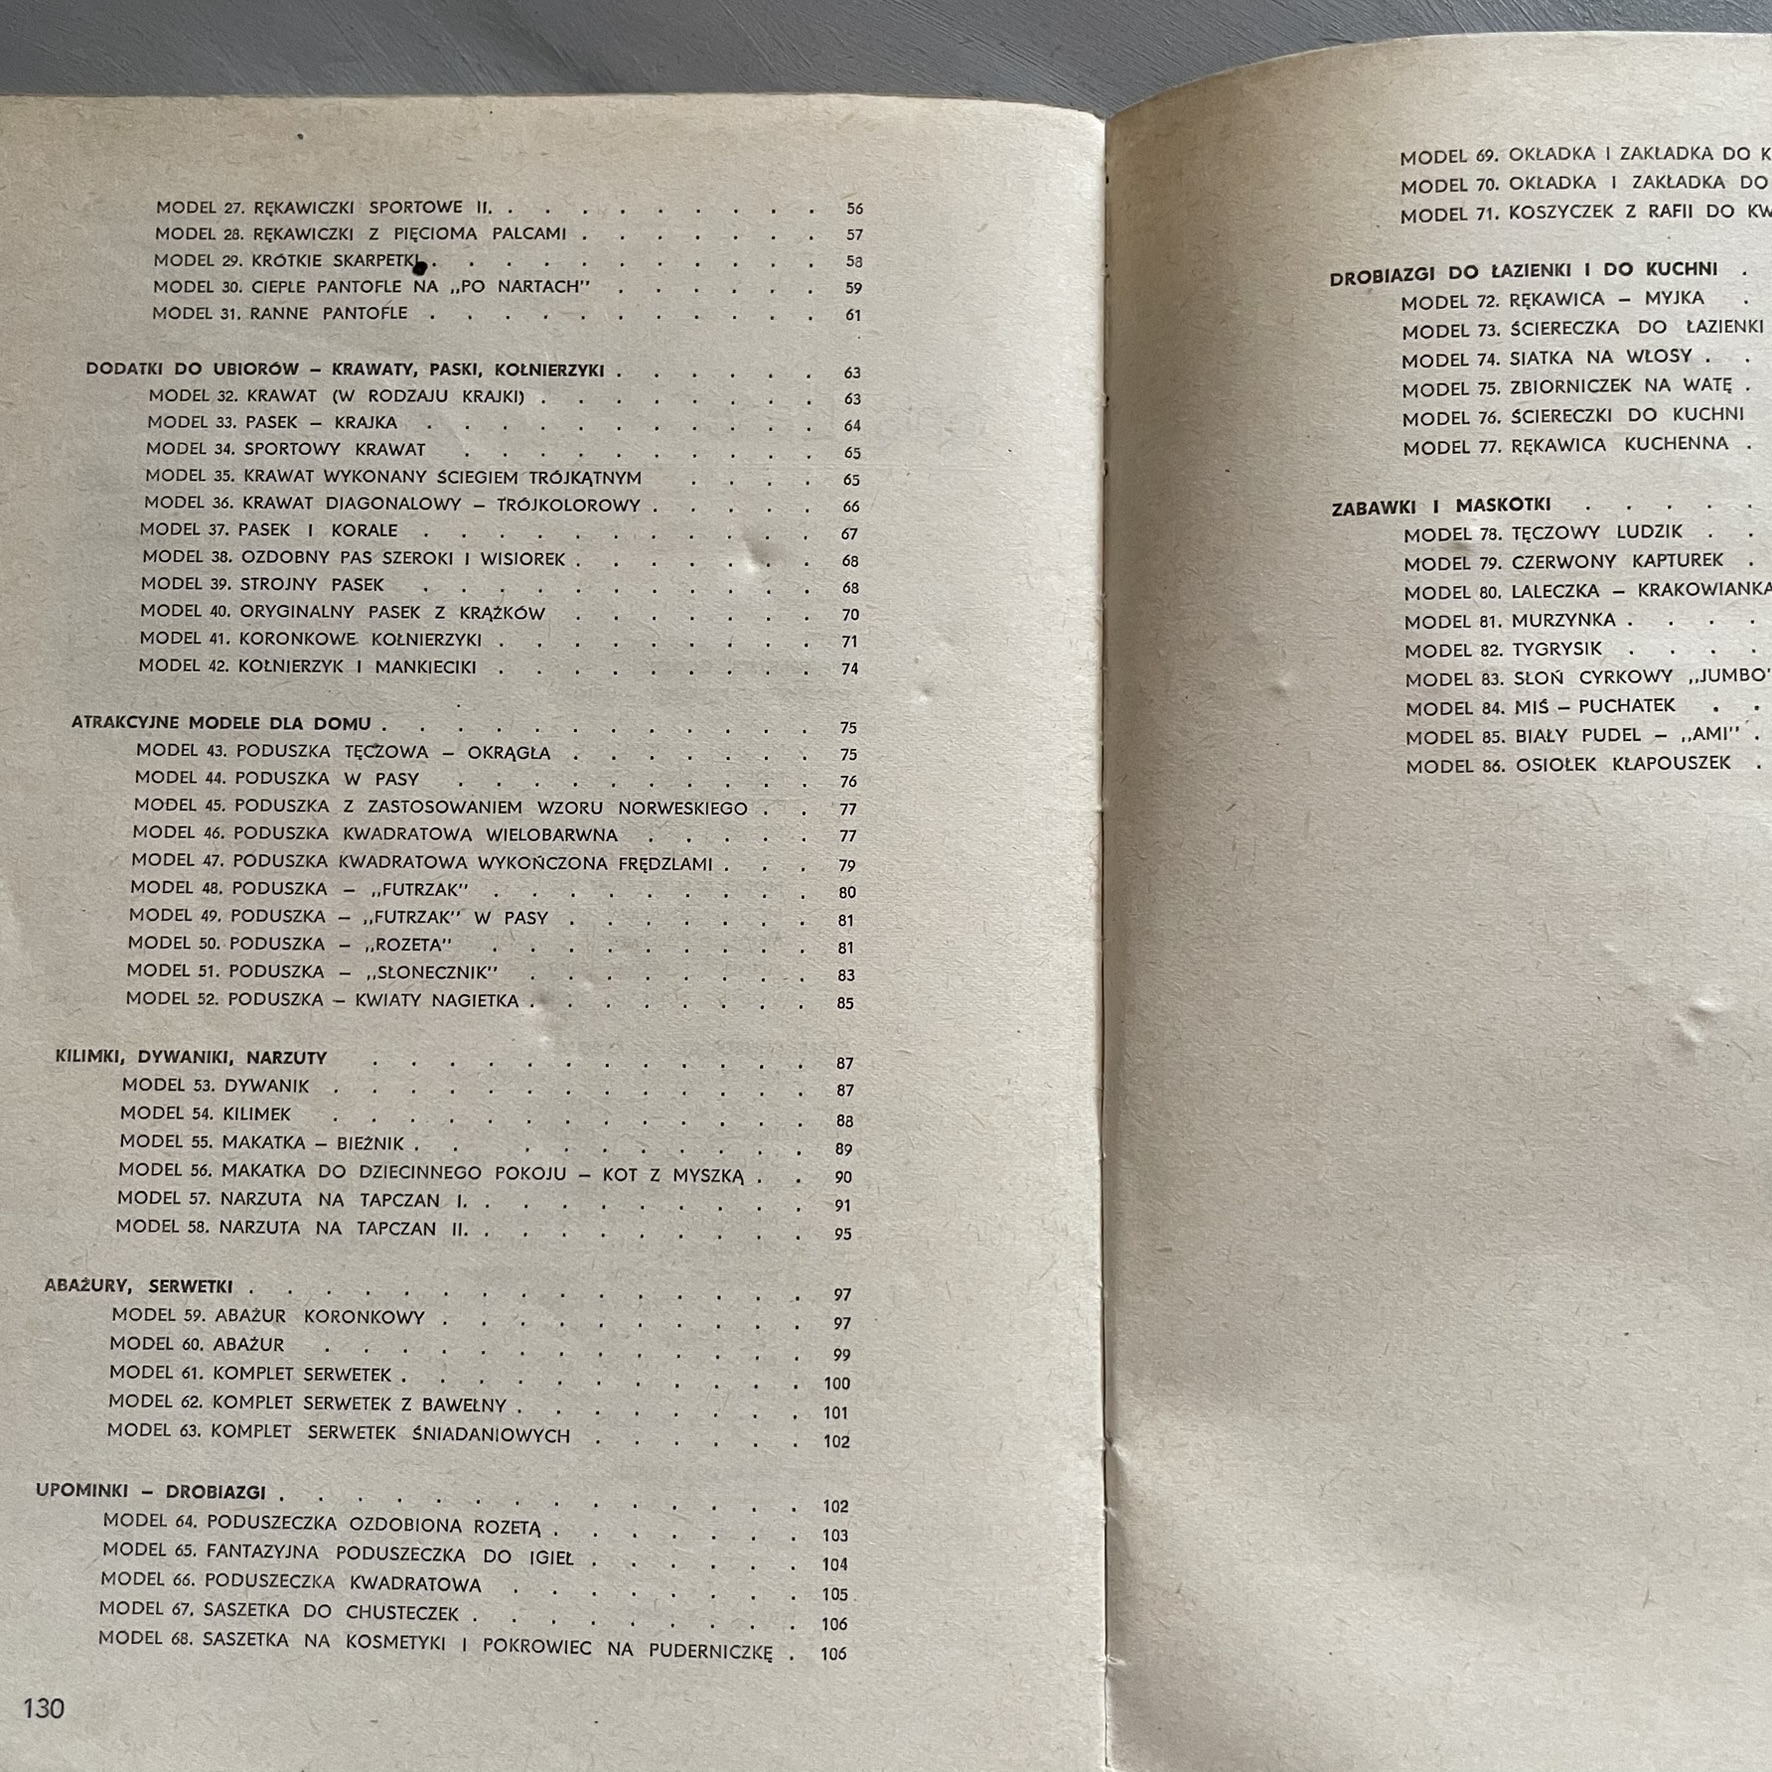 MODEL 27. RĘKAWICZKI SPORTOWE II. . . . . . . . . . 56
MODEL 28. RĘKAWICZKI Z PIĘCIOMA PALCAMI . . . . . . . 57
MODEL 29. KRÓTKIE SKARPETKI . . . . . . . . . . . 58
MODEL 30. CIEPŁE PANTOFLE NA ,,PO NARTACH" . . . . . . 59
MODEL 31. RANNE PANTOFLE . . . . . . . . . . . 61
DODATKI DO UBIORÓW – KRAWATY, PASKI, KOŁNIERZYKI . . . . . . 63
MODEL 32. KRAWAT (W RODZAJU KRAJKI) . . . . . . . . 63
MODEL 33. PASEK – KRAJKA . . . . . . . . . . . 64
MODEL 34. SPORTOWY KRAWAT . . . . . . . . . . 65
MODEL 35. KRAWAT WYKONANY ŚCIEGIEM TRÓJKĄTNYM . . . . 65
MODEL 36. KRAWAT DIAGONALOWY – TRÓJKOLOROWY . . . . . 66
MODEL 37. PASEK I KORALE . . . . . . . . . . . 67
MODEL 38. OZDOBNY PAS SZEROKI I WISIOREK . . . . . . . 68
MODEL 39. STROJNY PASEK . . . . . . . . . . . 68
MODEL 40. ORYGINALNY PASEK Z KRĄŻKÓW . . . . . . . 70
MODEL 41. KORONKOWE KOŁNIERZYKI . . . . . . . . . 71
MODEL 42. KOŁNIERZYK I MANKIECIKI . . . . . . . . . 74
ATRAKCYJNE MODELE DLA DOMU . . . . . . . . . . . . 75
MODEL 43. PODUSZKA TĘCZOWA – OKRĄGŁA . . . . . . . 75
MODEL 44. PODUSZKA W PASY . . . . . . . . . . 76
MODEL 45. PODUSZKA Z ZASTOSOWANIEM WZORU NORWESKIEGO . . 77
MODEL 46. PODUSZKA KWADRATOWA WIELOBARWNA . . . . . 77
MODEL 47. PODUSZKA KWADRATOWA WYKOŃCZONA FRĘDZLAMI . . . 79
MODEL 48. PODUSZKA – ,,FUTRZAK" . . . . . . . . . 80
MODEL 49. PODUSZKA – ,,FUTRZAK" W PASY . . . . . . . 81
MODEL 50. PODUSZKA – ,,ROZETA" . . . . . . . . . 81
MODEL 51. PODUSZKA – ,,SŁONECZNIK" . . . . . . . . 83
MODEL 52. PODUSZKA – KWIATY NAGIETKA . . . . . . . . 85
KILIMKI, DYWANIKI, NARZUTY . . . . . . . . . . . . 87
MODEL 53. DYWANIK . . . . . . . . . . . . . 87
MODEL 54. KILIMEK . . . . . . . . . . . . . 88
MODEL 55. MAKATKA – BIEŻNIK . . . . . . . . . . . 89
MODEL 56. MAKATKA DO DZIECINNEGO POKOJU – KOT Z MYSZKĄ . . 90
MODEL 57. NARZUTA NA TAPCZAN I. . . . . . . . . . 91
MODEL 58. NARZUTA NA TAPCZAN II. . . . . . . . . . 95
ABAŻURY, SERWETKI . . . . . . . . . . . . . . . 97
MODEL 59. ABAŻUR KORONKOWY . . . . . . . . . . 97
MODEL 60. ABAŻUR . . . . . . . . . . . . . 99
MODEL 61. KOMPLET SERWETEK . . . . . . . . . . . 100
MODEL 62. KOMPLET SERWETEK Z BAWEŁNY . . . . . . . . 101
MODEL 63. KOMPLET SERWETEK ŚNIADANIOWYCH . . . . . . 102
UPOMINKI – DROBIAZGI . . . . . . . . . . . . . . 102
MODEL 64. PODUSZECZKA OZDOBIONA ROZETĄ . . . . . . . 103
MODEL 65. FANTAZYJNA PODUSZECZKA DO IGIEŁ . . . . . . 104
MODEL 66. PODUSZECZKA KWADRATOWA . . . . . . . . 105
MODEL 67. SASZETKA DO CHUSTECZEK . . . . . . . . . 106
MODEL 68. SASZETKA NA KOSMETYKI I POKROWIEC NA PUDERNICZKĘ . 106
130
MODEL 69. OKŁADKA I ZAKŁADKA DO K
MODEL 70. OKŁADKA I ZAKŁADKA DO
MODEL 71. KOSZYCZEK Z RAFII DO KW
DROBIAZGI DO ŁAZIENKI I DO KUCHNI .
MODEL 72. RĘKAWICA – MYJKA .
MODEL 73. ŚCIERECZKA DO ŁAZIENKI
MODEL 74. SIATKA NA WŁOSY . .
MODEL 75. ZBIORNICZEK NA WATĘ .
MODEL 76. ŚCIERECZKI DO KUCHNI
MODEL 77. RĘKAWICA KUCHENNA .
ZABAWKI I MASKOTKI . . . . .
MODEL 78. TĘCZOWY LUDZIK . .
MODEL 79. CZERWONY KAPTUREK .
MODEL 80. LALECZKA – KRAKOWIANKA
MODEL 81. MURZYNKA . . . .
MODEL 82. TYGRYSIK . . . .
MODEL 83. SŁOŃ CYRKOWY ,,JUMBO"
MODEL 84. MIŚ – PUCHATEK . .
MODEL 85. BIAŁY PUDEL – ,,AMI" .
MODEL 86. OSIOŁEK KŁAPOUSZEK .